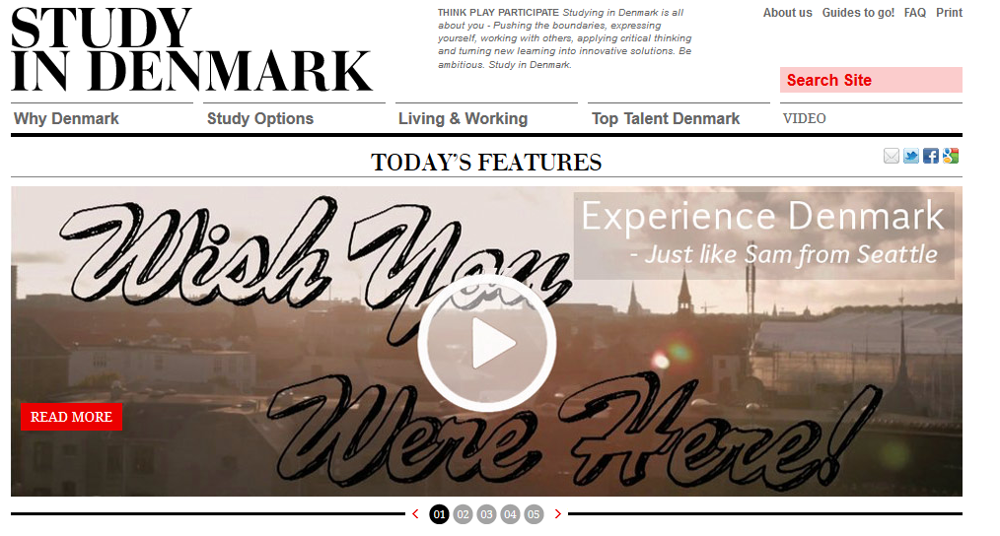 STUDY
IN DENMARK
THINK PLAY PARTICIPATE Studying in Denmark is all
about you - Pushing the boundaries, expressing
yourself, working with others, applying critical thinking
and turning new learning into innovative solutions. Be
ambitious. Study in Denmark.
About us Guides to go! FAQ Print
Search Site
Why Denmark Study Options Living & Working Top Talent Denmark VIDEO
TODAY'S FEATURES
Experience Denmark
- Just like Sam from Seattle
Wish You
Were Here!
READ MORE
01 02 03 04 05